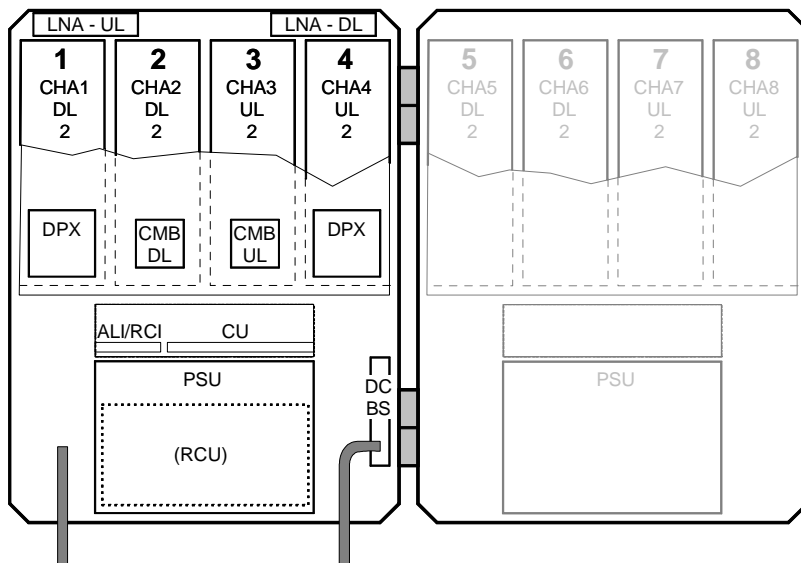 LNA - UL LNA - DL
1 2 3 4 5 6 7 8
CHA1 CHA2 CHA3 CHA4 CHA5 CHA6 CHA7 CHA8
DL DL UL UL DL DL UL UL
2 2 2 2 2 2 2 2
DPX CMB CMB DPX
DL UL
ALI/RCI CU
PSU DC PSU
BS
(RCU)